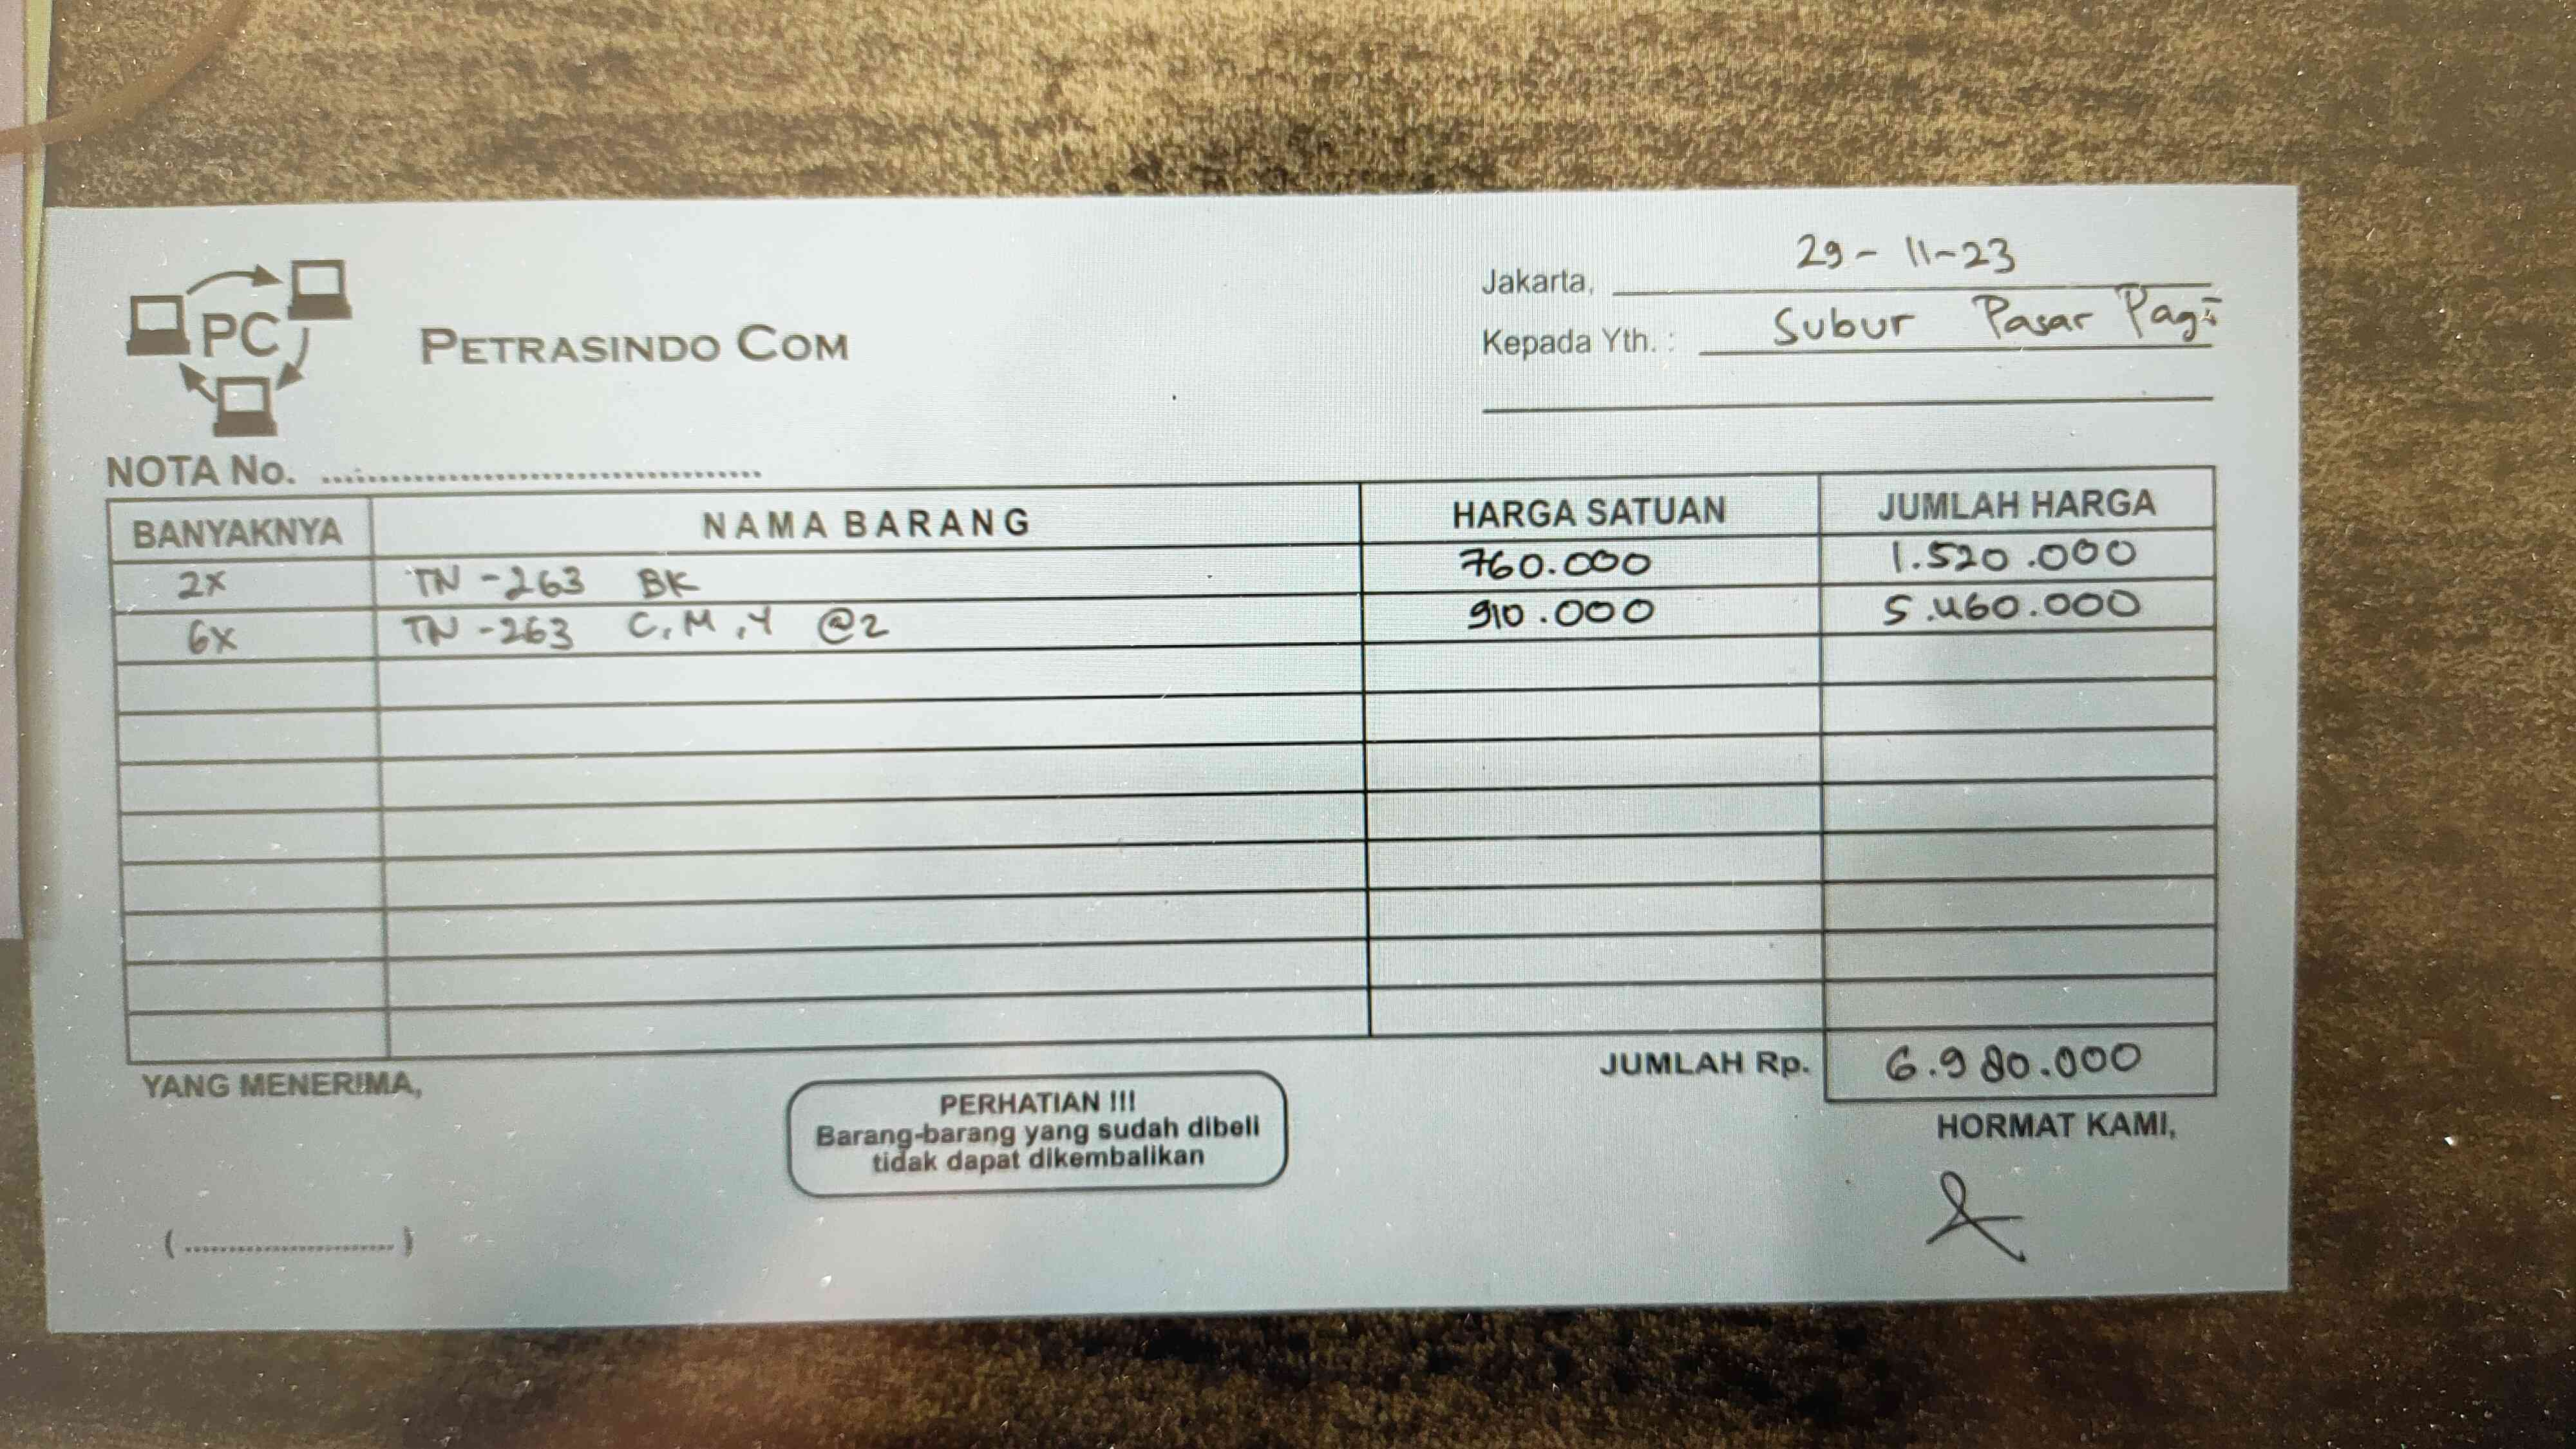 PC
PETRASINDO COM
Jakarta, 29-11-23
Kepada Yth. : Subur Pasar Pagi
NOTA No. ..........
BANYAKNYA NAMA BARANG HARGA SATUAN JUMLAH HARGA
2x TN-263 BK 760.000 1.520.000
6x TN-263 C, M, Y @2 910.000 5.460.000
JUMLAH Rp. 6.980.000
YANG MENERIMA,
PERHATIAN !!!
Barang-barang yang sudah dibeli
tidak dapat dikembalikan
HORMAT KAMI,
(..........)